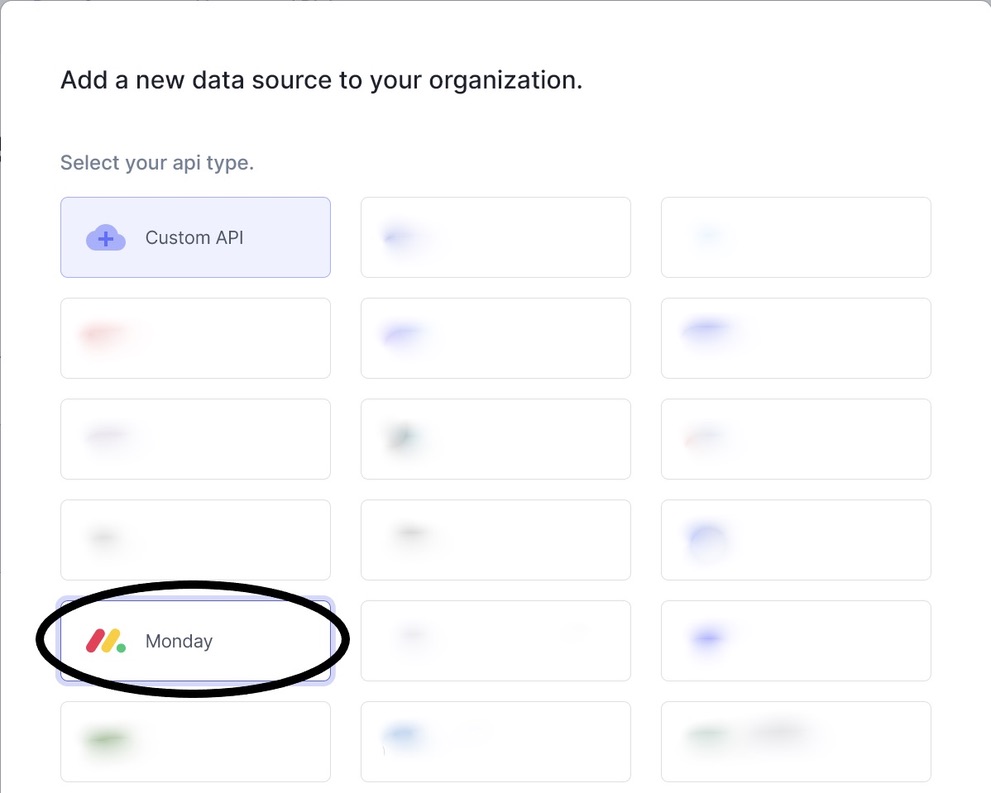 Add a new data source to your organization.
Select your api type.
Custom API
Monday